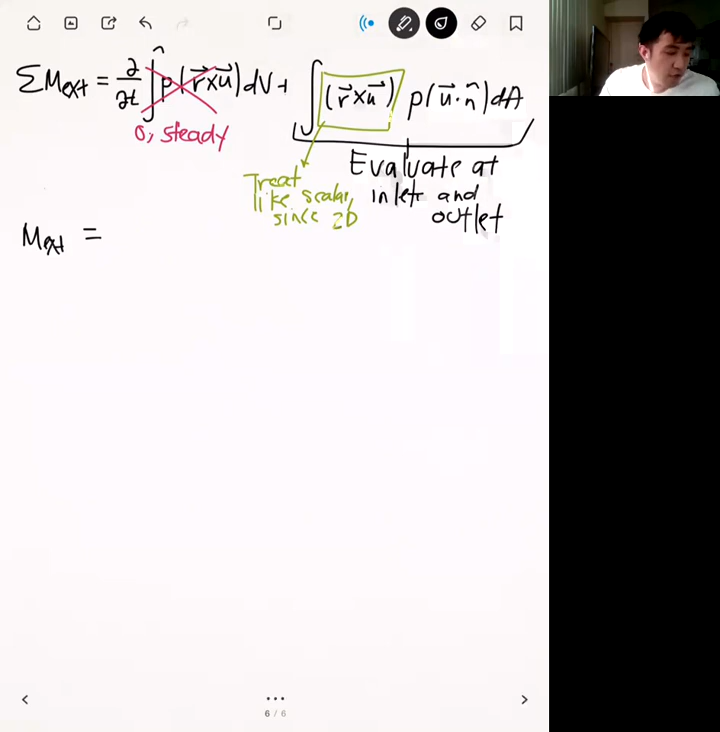 ΣMext = ∂/∂t ∫ρ(r⃗×u⃗)dV + ∫(r⃗×u⃗) ρ(u⃗·n̂)dA
0, steady
Treat
like scalar,
since 2D
Evaluate at
inlet and
outlet
Mext =
6 / 6